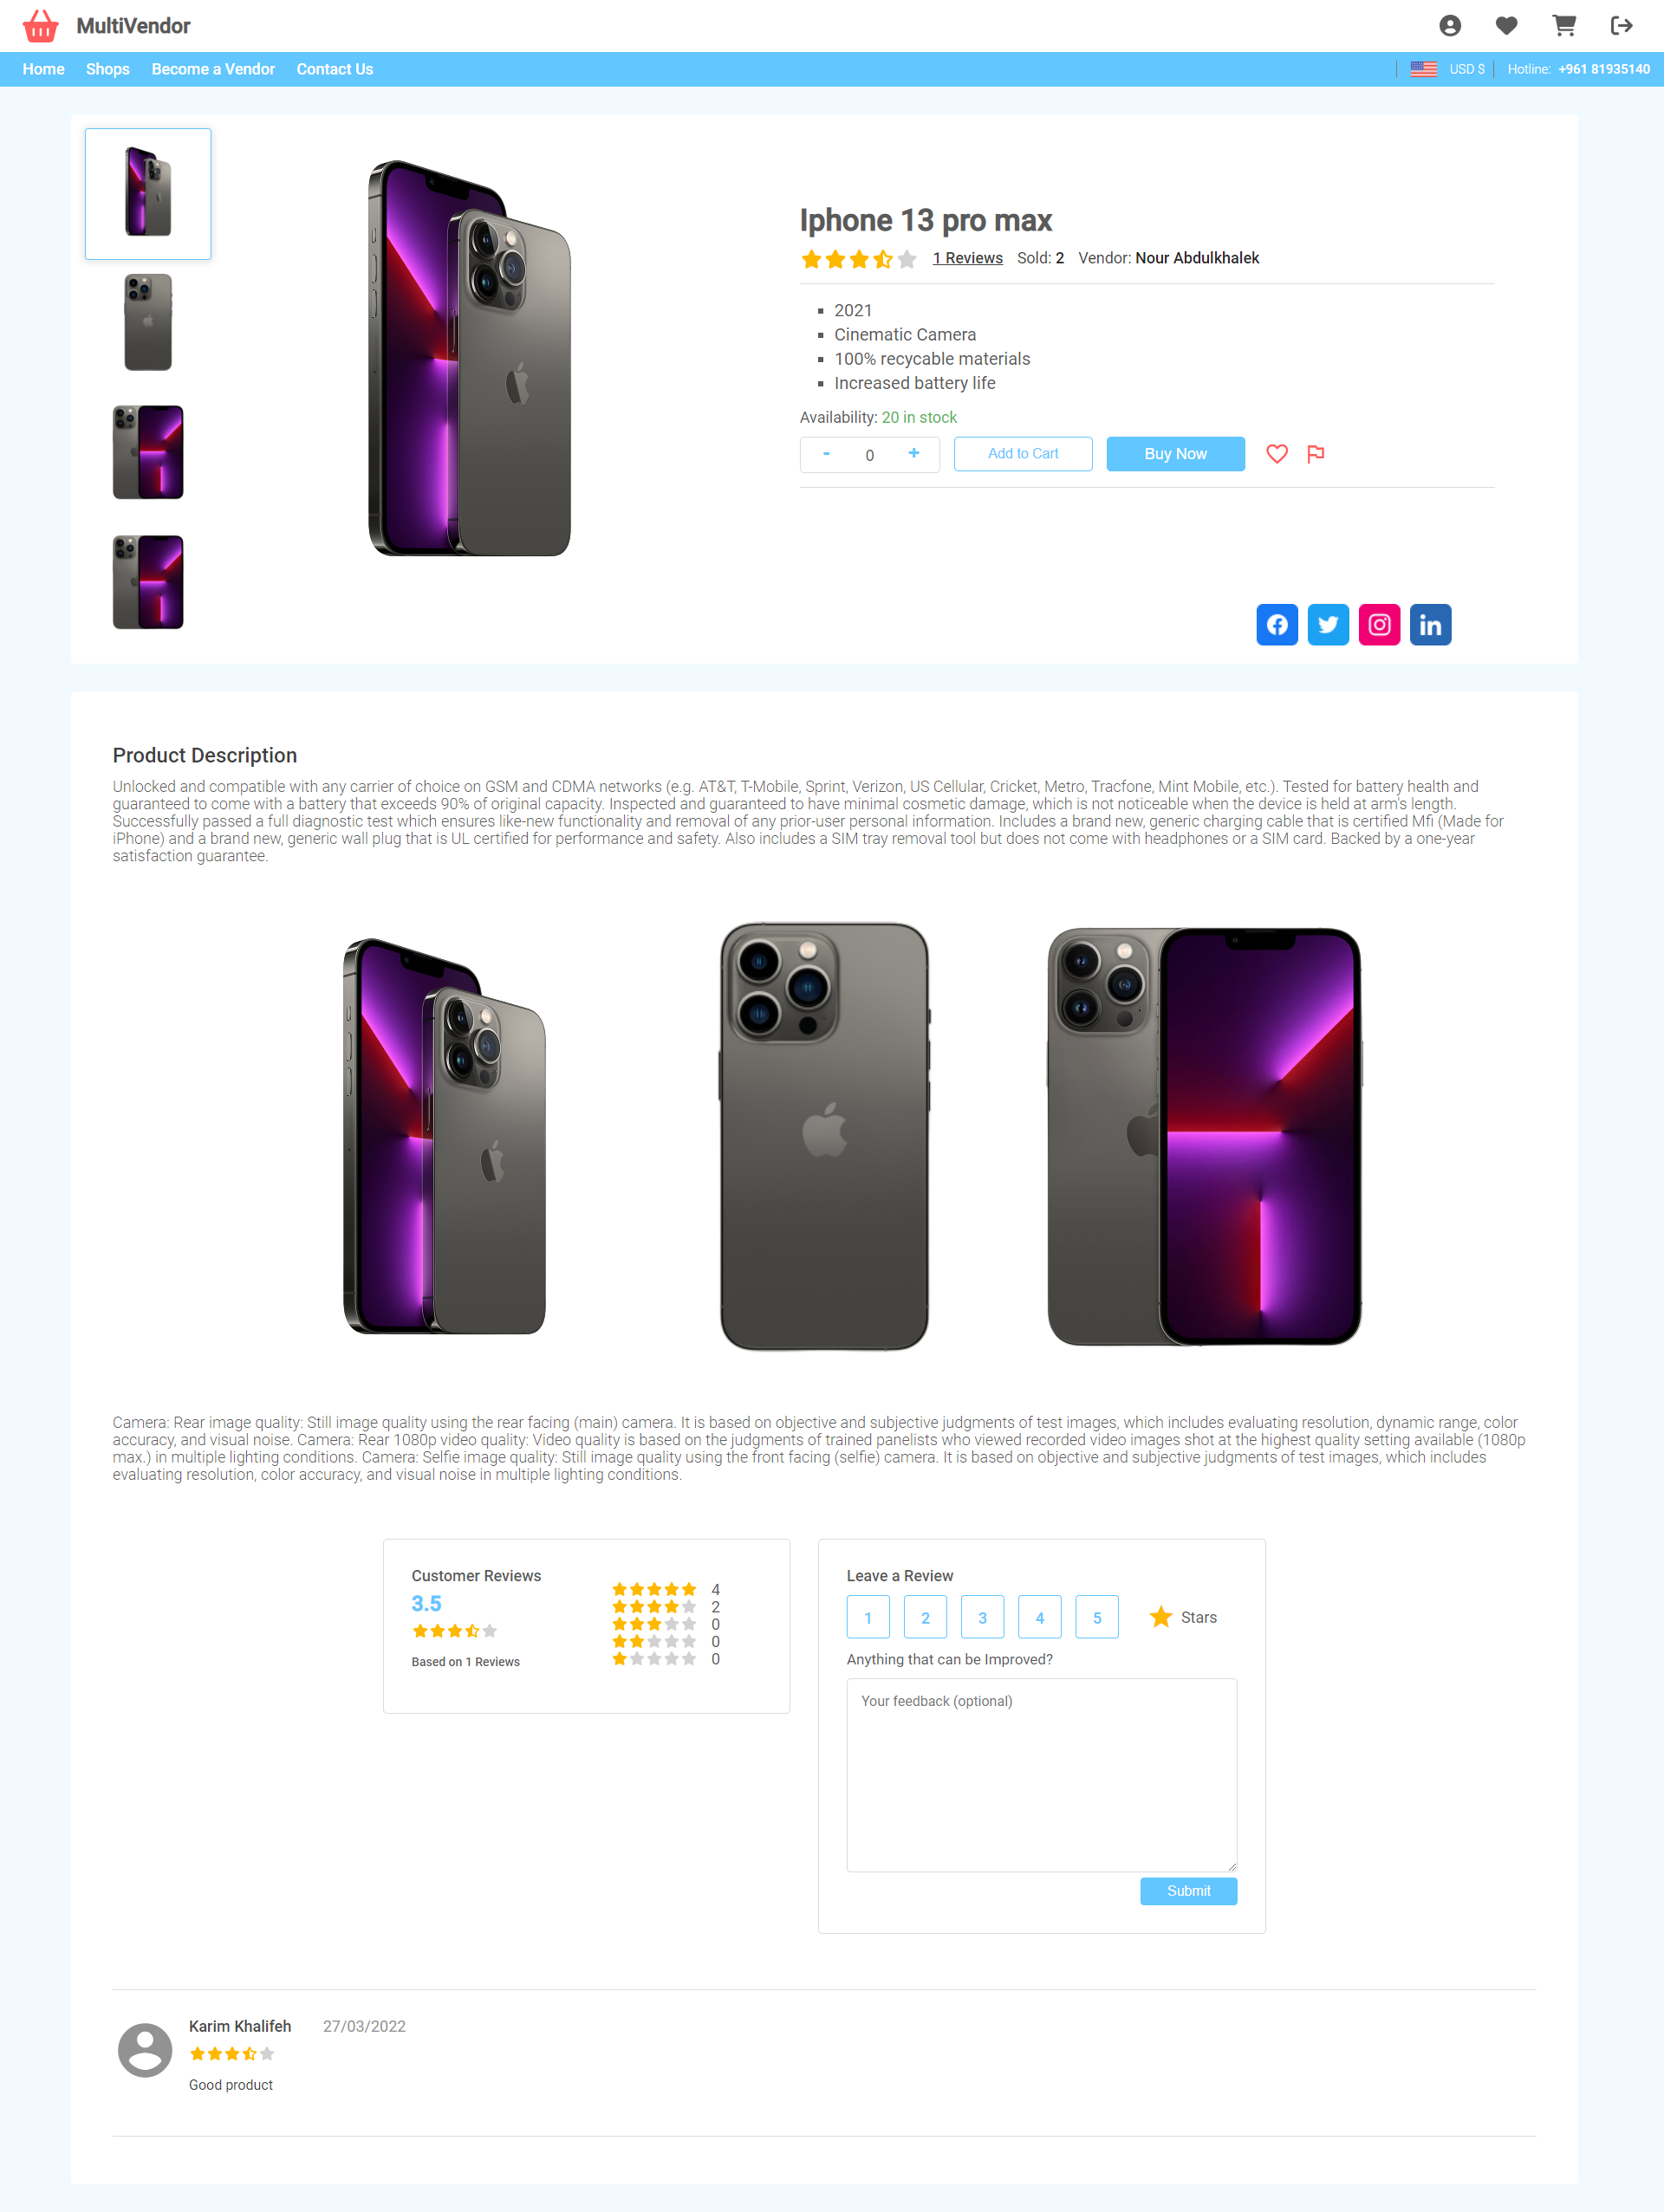 MultiVendor
Home Shops Become a Vendor Contact Us USD $ Hotline: +961 81935140
Iphone 13 pro max
1 Reviews Sold: 2 Vendor: Nour Abdulkhalek
2021
Cinematic Camera
100% recycable materials
Increased battery life
Availability: 20 in stock
- 0 + Add to Cart Buy Now
Product Description
Unlocked and compatible with any carrier of choice on GSM and CDMA networks (e.g. AT&T, T-Mobile, Sprint, Verizon, US Cellular, Cricket, Metro, Tracfone, Mint Mobile, etc.). Tested for battery health and
guaranteed to come with a battery that exceeds 90% of original capacity. Inspected and guaranteed to have minimal cosmetic damage, which is not noticeable when the device is held at arm's length.
Successfully passed a full diagnostic test which ensures like-new functionality and removal of any prior-user personal information. Includes a brand new, generic charging cable that is certified Mfi (Made for
iPhone) and a brand new, generic wall plug that is UL certified for performance and safety. Also includes a SIM tray removal tool but does not come with headphones or a SIM card. Backed by a one-year
satisfaction guarantee.
Camera: Rear image quality: Still image quality using the rear facing (main) camera. It is based on objective and subjective judgments of test images, which includes evaluating resolution, dynamic range, color
accuracy, and visual noise. Camera: Rear 1080p video quality: Video quality is based on the judgments of trained panelists who viewed recorded video images shot at the highest quality setting available (1080p
max.) in multiple lighting conditions. Camera: Selfie image quality: Still image quality using the front facing (selfie) camera. It is based on objective and subjective judgments of test images, which includes
evaluating resolution, color accuracy, and visual noise in multiple lighting conditions.
Customer Reviews
3.5
Based on 1 Reviews
4
2
0
0
0
Leave a Review
1 2 3 4 5 Stars
Anything that can be Improved?
Your feedback (optional)
Submit
Karim Khalifeh 27/03/2022
Good product